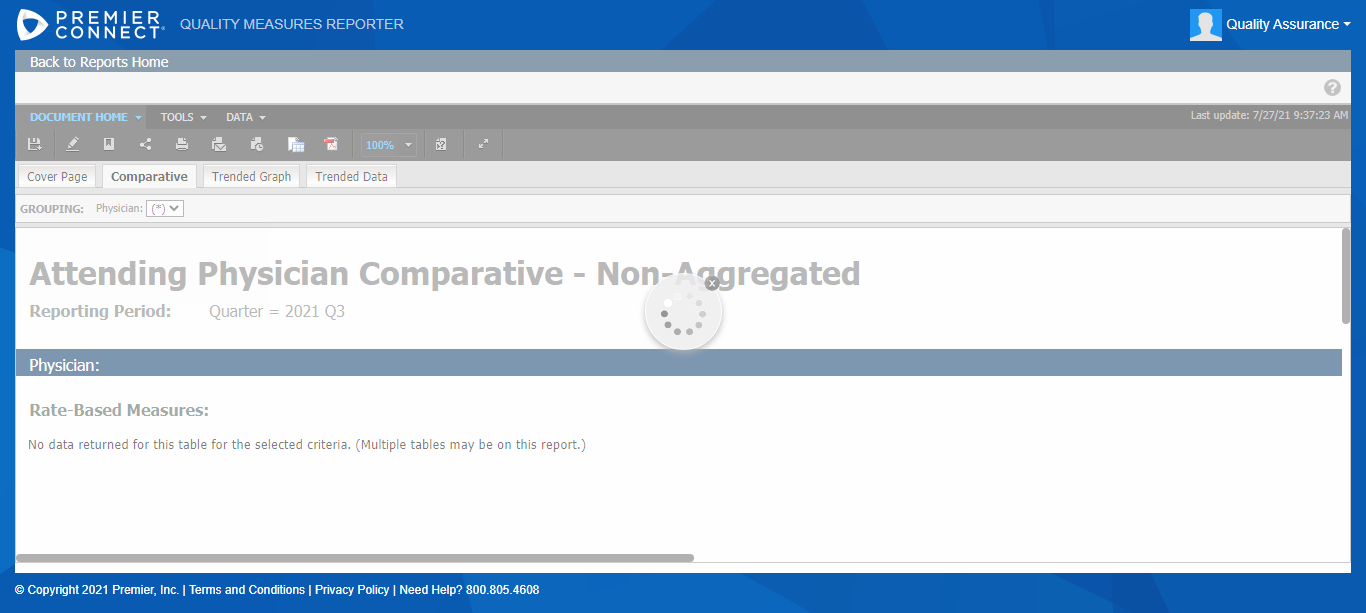 PREMIER
CONNECT
QUALITY MEASURES REPORTER
Quality Assurance
Back to Reports Home
?
DOCUMENT HOME TOOLS DATA
Last update: 7/27/21 9:37:23 AM
100%
Cover Page Comparative Trended Graph Trended Data
GROUPING: Physician: (*)
Attending Physician Comparative - Non-Aggregated
Reporting Period: Quarter = 2021 Q3
Physician:
Rate-Based Measures:
No data returned for this table for the selected criteria. (Multiple tables may be on this report.)
© Copyright 2021 Premier, Inc. | Terms and Conditions | Privacy Policy | Need Help? 800.805.4608